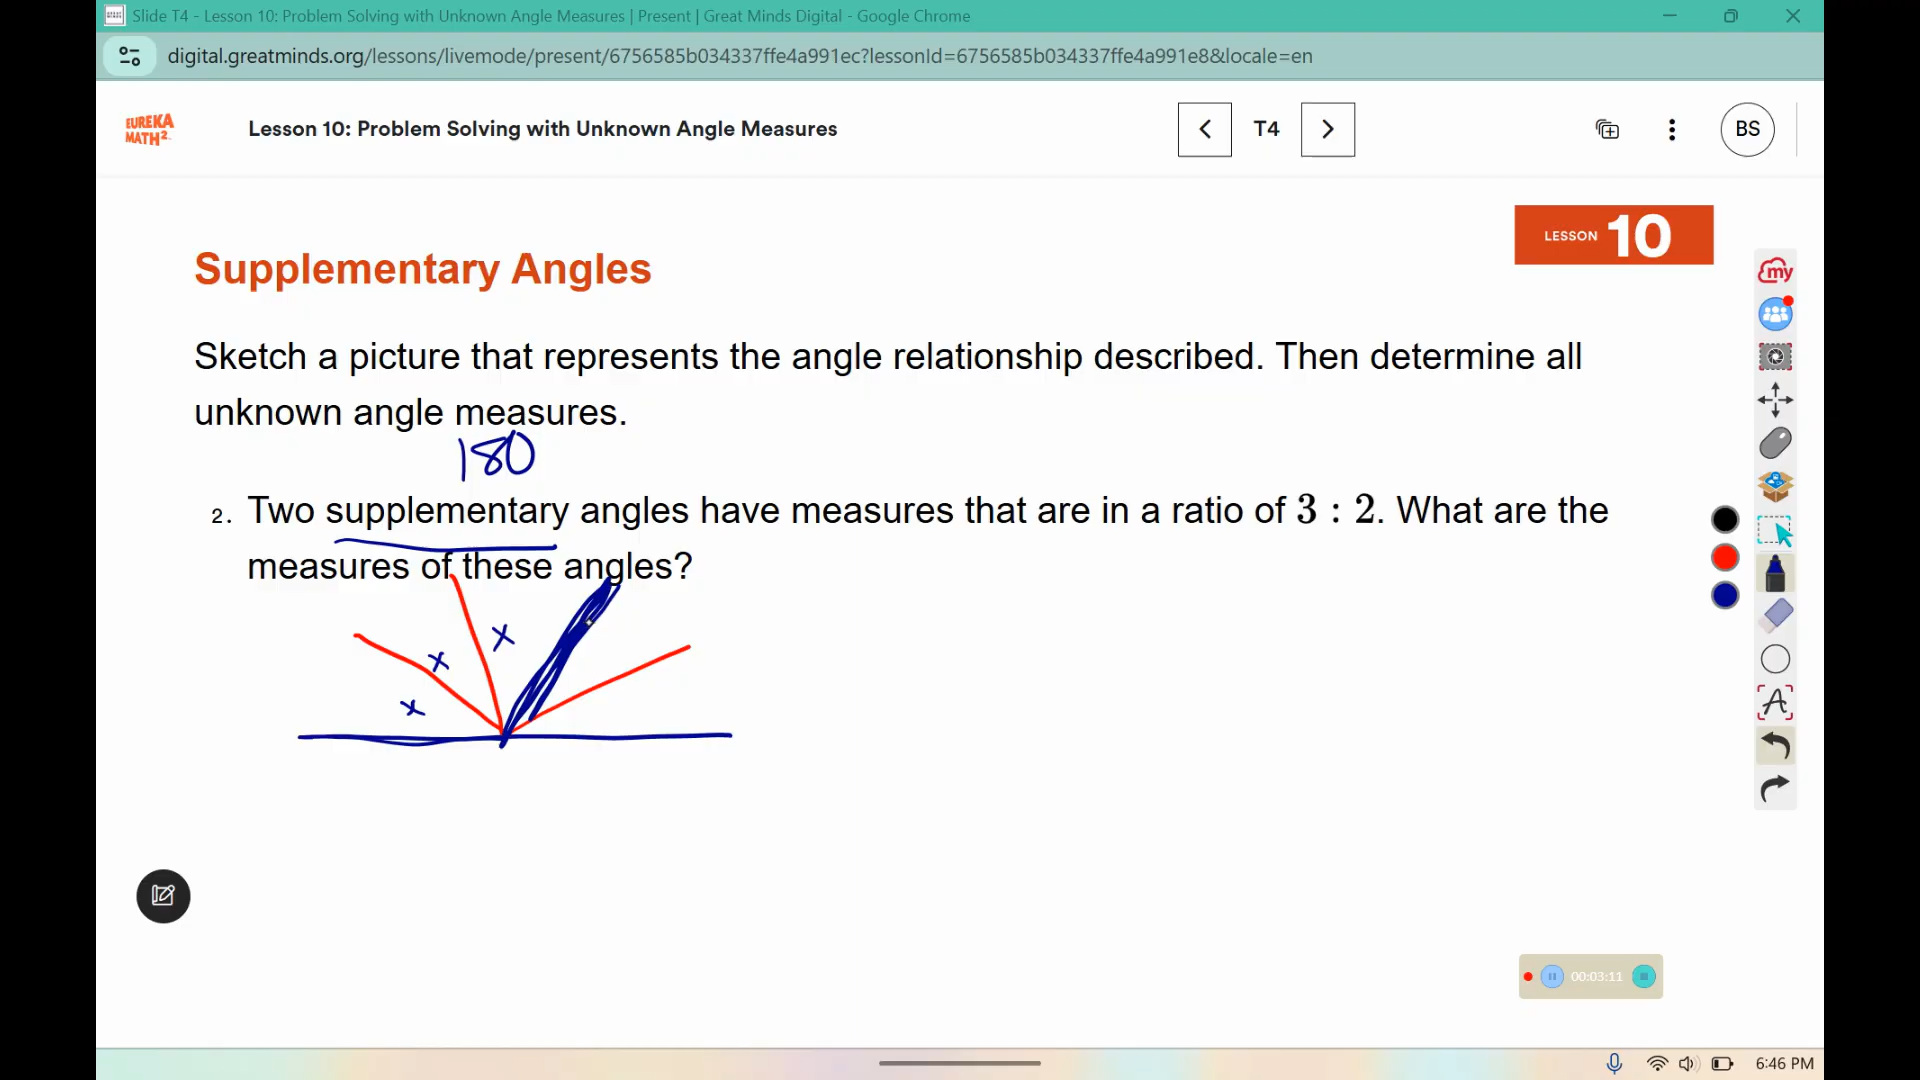 Slide T4 - Lesson 10: Problem Solving with Unknown Angle Measures | Present | Great Minds Digital - Google Chrome
digital.greatminds.org/lessons/livemode/present/6756585b034337ffe4a991ec?lessonId=6756585b034337ffe4a991e8&locale=en
EUREKA MATH²
Lesson 10: Problem Solving with Unknown Angle Measures
T4
BS
LESSON 10
Supplementary Angles
Sketch a picture that represents the angle relationship described. Then determine all
unknown angle measures.
180
2. Two supplementary angles have measures that are in a ratio of 3 : 2. What are the
measures of these angles?
x
x
x
my
A
00:03:11
6:46 PM